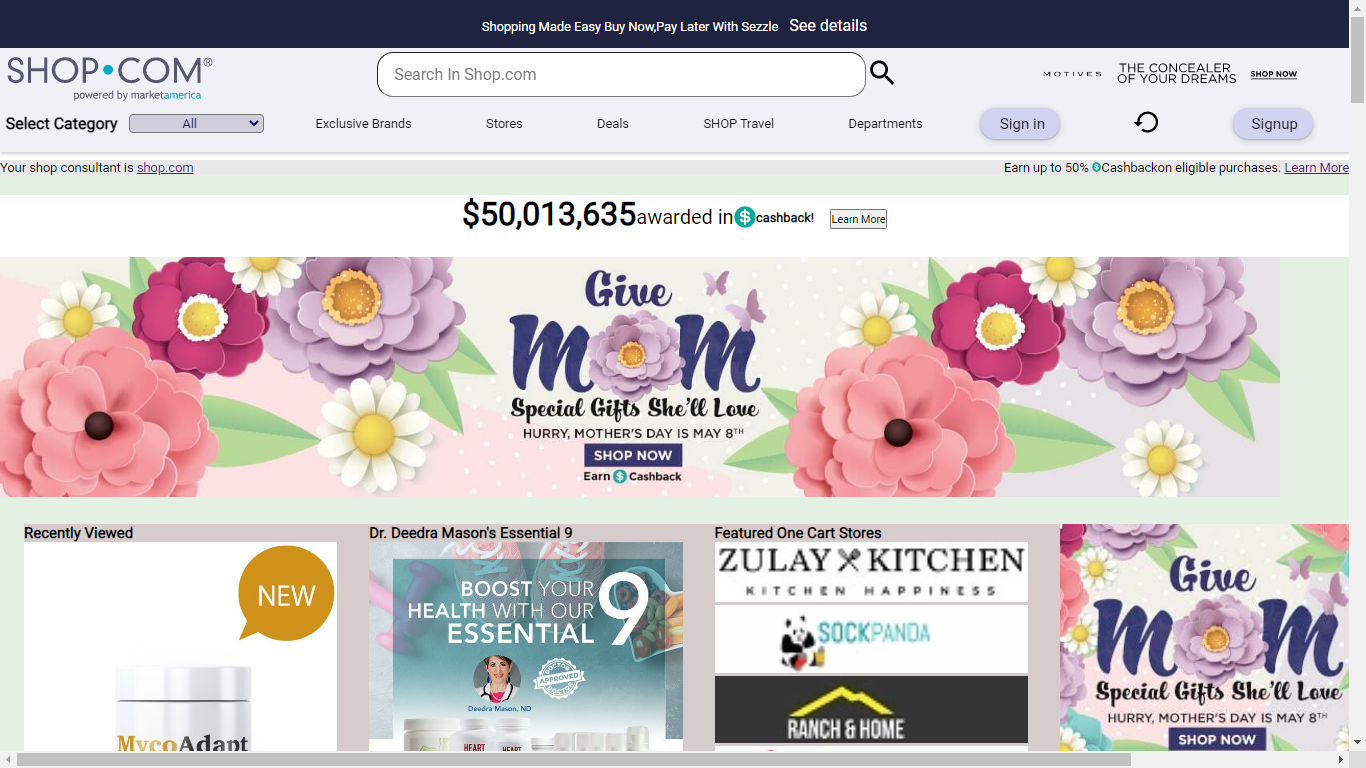 Shopping Made Easy Buy Now,Pay Later With Sezzle See details
SHOP•COM®
powered by marketamerica
Search In Shop.com
MOTIVES THE CONCEALER OF YOUR DREAMS SHOP NOW
Select Category All Exclusive Brands Stores Deals SHOP Travel Departments Sign in Signup
Your shop consultant is shop.com Earn up to 50% $Cashbackon eligible purchases. Learn More
$50,013,635awarded in$cashback! Learn More
Give
MOM
Special Gifts She'll Love
HURRY, MOTHER'S DAY IS MAY 8TH
SHOP NOW
Earn $ Cashback
Recently Viewed
NEW
MycoAdapt
Dr. Deedra Mason's Essential 9
BOOST YOUR
HEALTH WITH OUR
ESSENTIAL 9
DOCTOR
APPROVED
DOCTOR
Deedra Mason, ND
HEART
HEART
Featured One Cart Stores
ZULAY KITCHEN
KITCHEN HAPPINESS
SOCKPANDA
RANCH & HOME
Give
MOM
Special Gifts She'll Love
HURRY, MOTHER'S DAY IS MAY 8TH
SHOP NOW